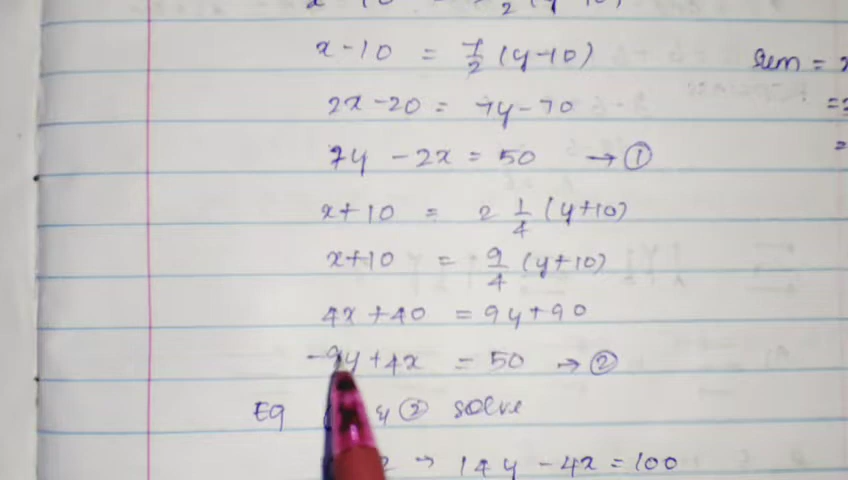 x - 10 = 7/2 (y - 10)
sum =
2x - 20 = 7y - 70
7y - 2x = 50 → ①
x + 10 = 2 1/4 (y + 10)
x + 10 = 9/4 (y + 10)
4x + 40 = 9y + 90
-9y + 4x = 50 → ②
Eq ② solve
→ 14y - 4x = 100